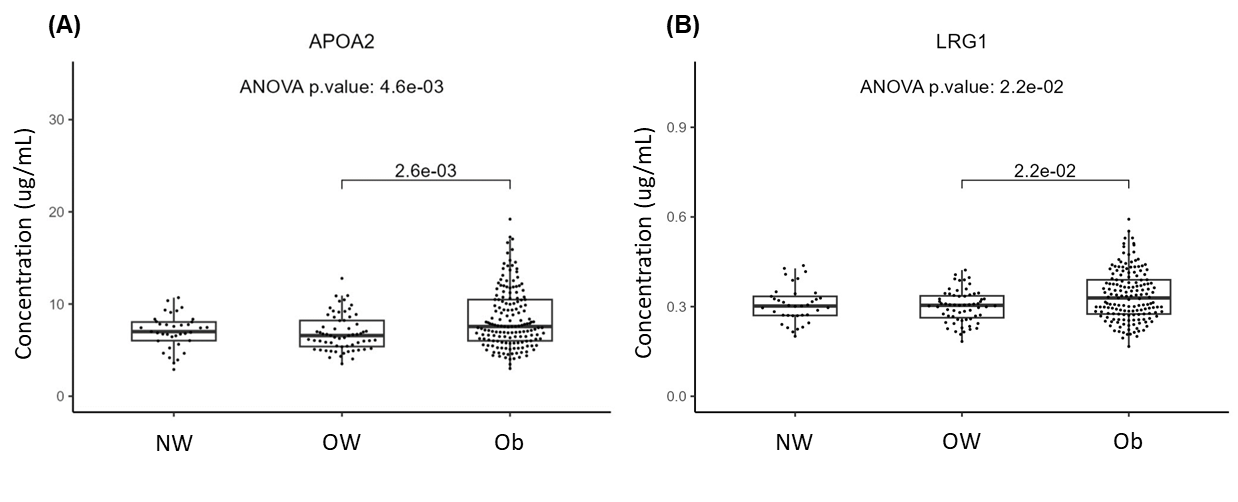 (A)
APOA2
ANOVA p.value: 4.6e-03
2.6e-03
Concentration (ug/mL)
30
20
10
0
NW OW Ob
(B)
LRG1
ANOVA p.value: 2.2e-02
2.2e-02
Concentration (ug/mL)
0.9
0.6
0.3
0.0
NW OW Ob